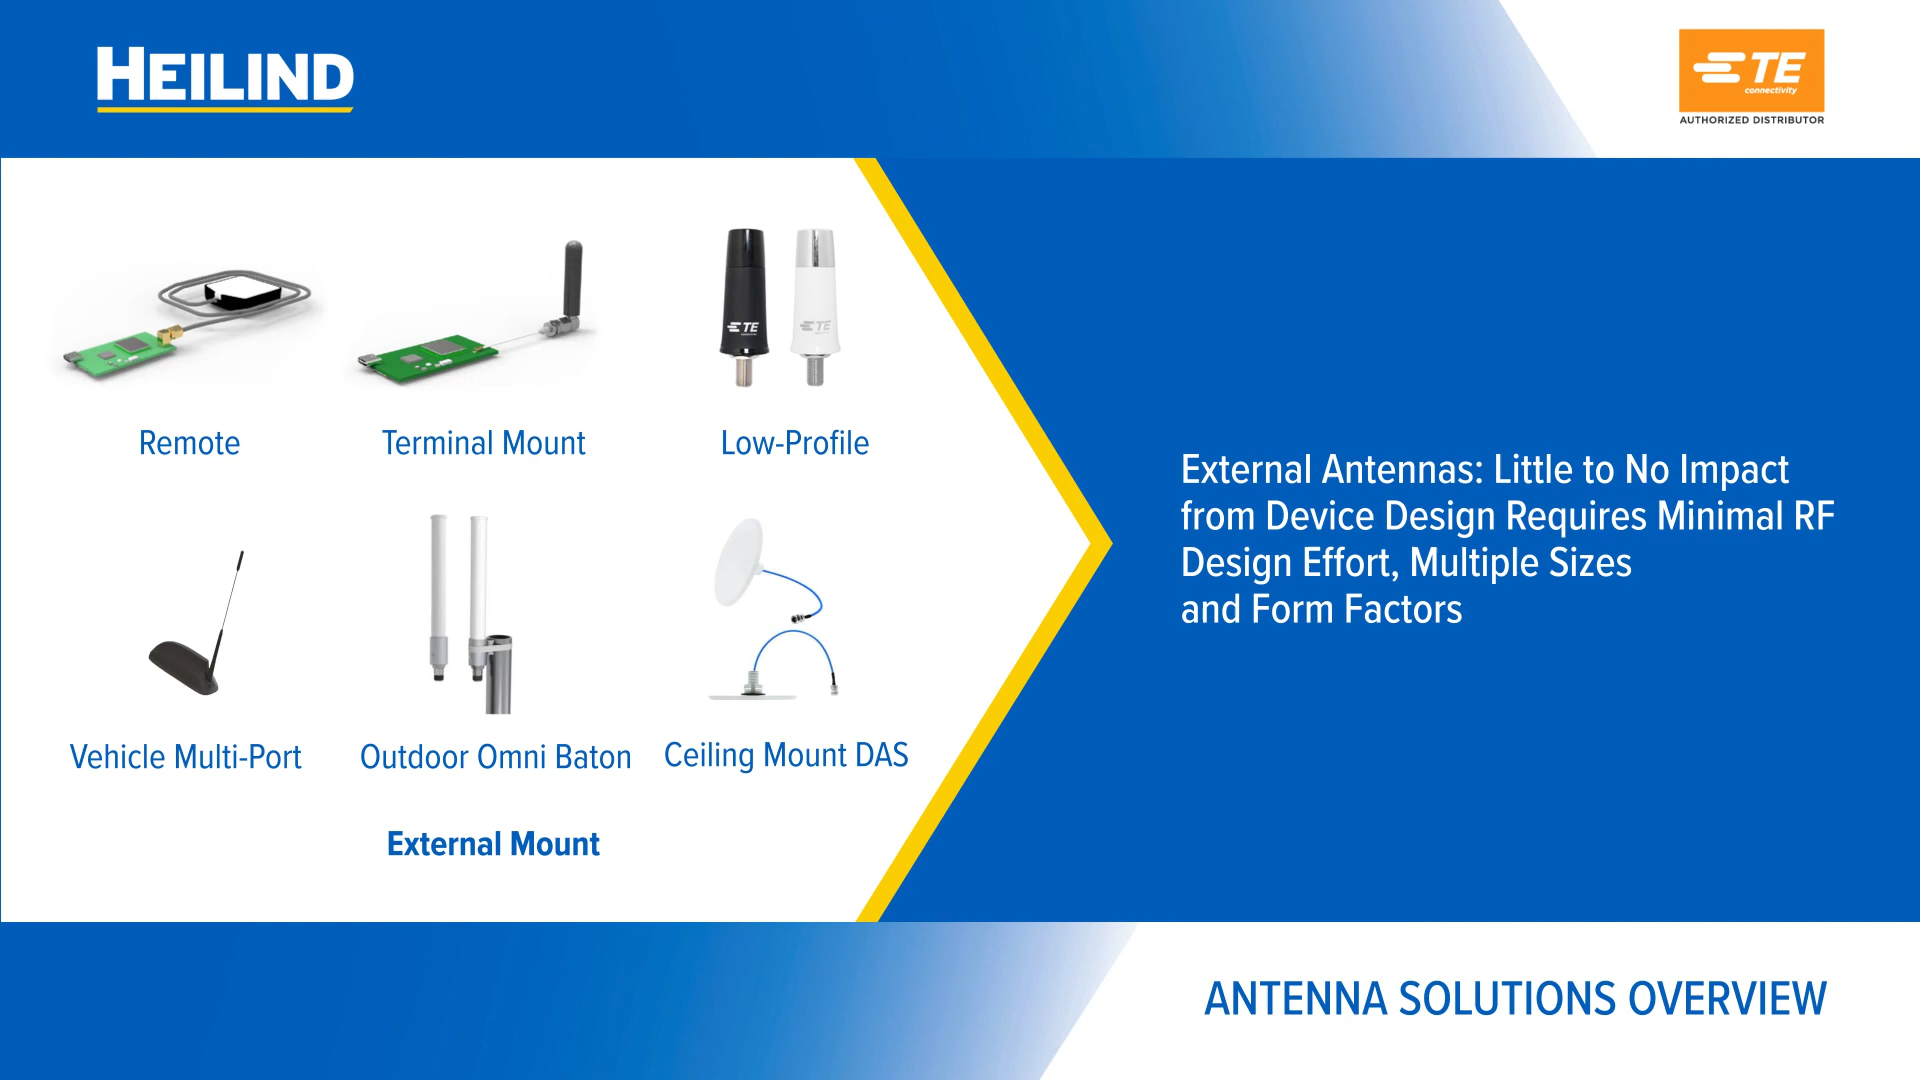 HEILIND
TE
connectivity
AUTHORIZED DISTRIBUTOR
TE
TE
Remote
Terminal Mount
Low-Profile
External Antennas: Little to No Impact
from Device Design Requires Minimal RF
Design Effort, Multiple Sizes
and Form Factors
Vehicle Multi-Port
Outdoor Omni Baton
Ceiling Mount DAS
External Mount
ANTENNA SOLUTIONS OVERVIEW